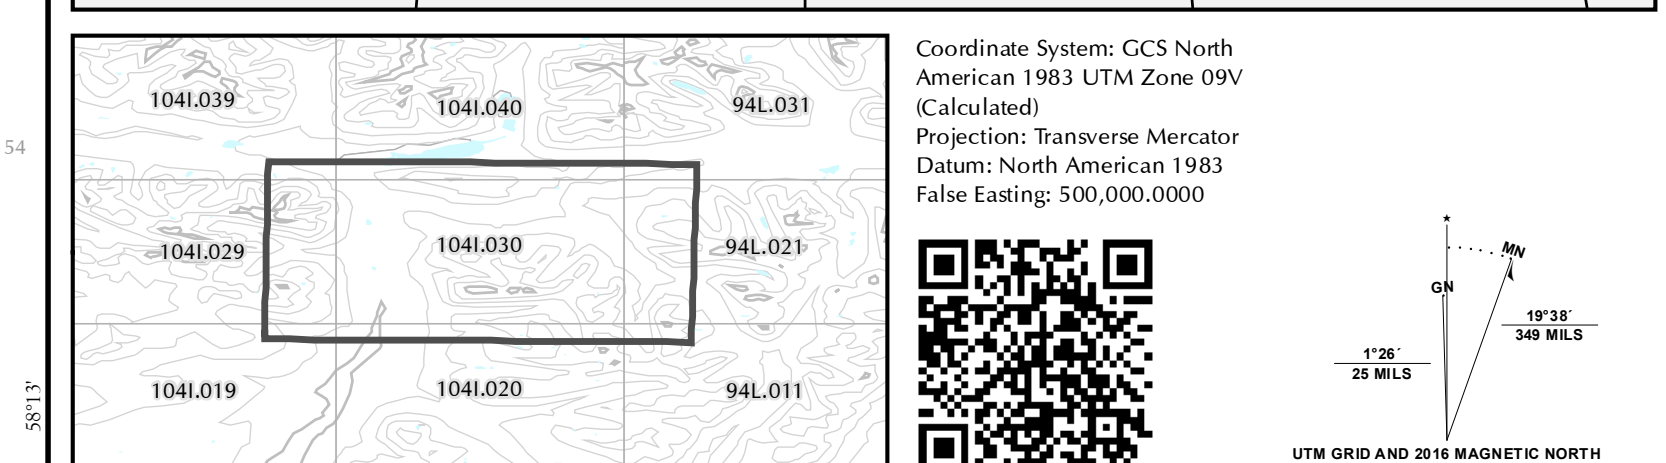 54
58°13'
104I.039
104I.040
94L.031
104I.029
104I.030
94L.021
104I.019
104I.020
94L.011
Coordinate System: GCS North
American 1983 UTM Zone 09V
(Calculated)
Projection: Transverse Mercator
Datum: North American 1983
False Easting: 500,000.0000
MN
GN
19°38´
349 MILS
1°26´
25 MILS
UTM GRID AND 2016 MAGNETIC NORTH